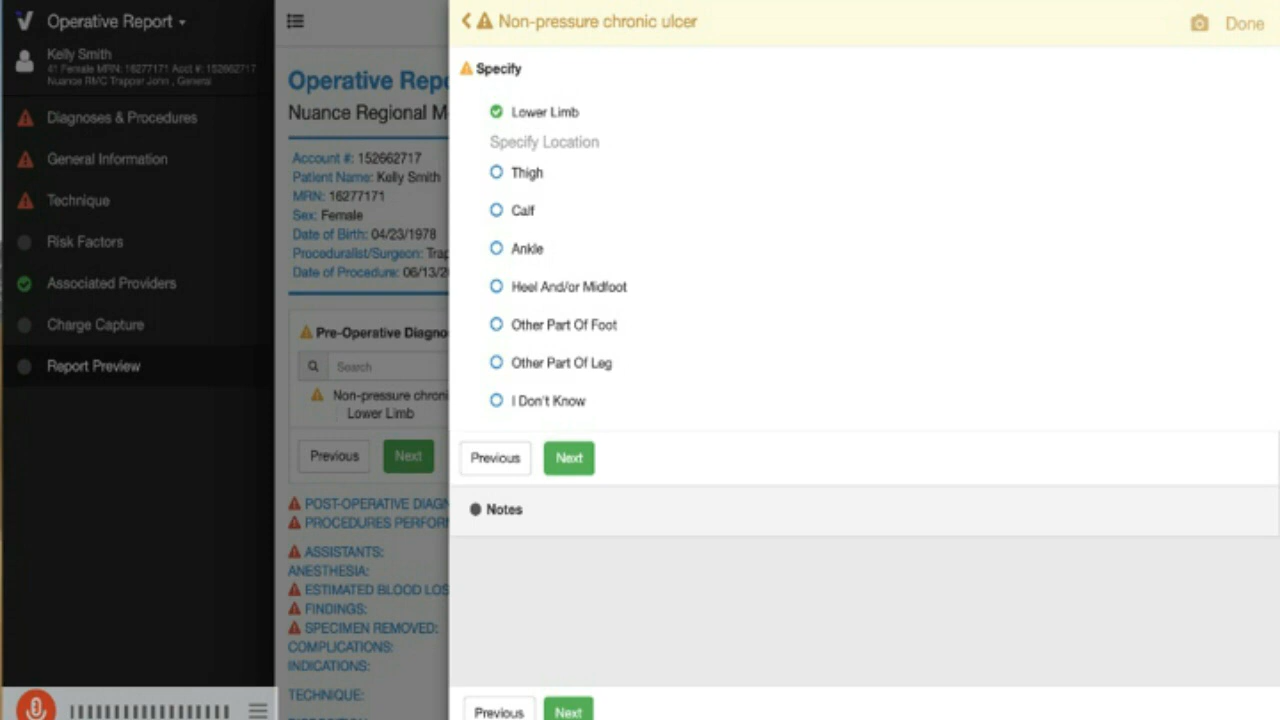 Operative Report
Kelly Smith
41 Female MRN: 16277171 Acct #: 152662717
Nuance RMC Trapper John , General
Diagnoses & Procedures
General Information
Technique
Risk Factors
Associated Providers
Charge Capture
Report Preview
Operative Repo
Nuance Regional M
Account #: 152662717
Patient Name: Kelly Smith
MRN: 16277171
Sex: Female
Date of Birth: 04/23/1978
Proceduralist/Surgeon: Trap
Date of Procedure: 06/13/2
Pre-Operative Diagno
Search
Non-pressure chroni
Lower Limb
Previous
Next
POST-OPERATIVE DIAGN
PROCEDURES PERFOR
ASSISTANTS:
ANESTHESIA:
ESTIMATED BLOOD LOS
FINDINGS:
SPECIMEN REMOVED:
COMPLICATIONS:
INDICATIONS:
TECHNIQUE:
Non-pressure chronic ulcer
Done
Specify
Lower Limb
Specify Location
Thigh
Calf
Ankle
Heel And/or Midfoot
Other Part Of Foot
Other Part Of Leg
I Don't Know
Previous
Next
Notes
Previous
Next